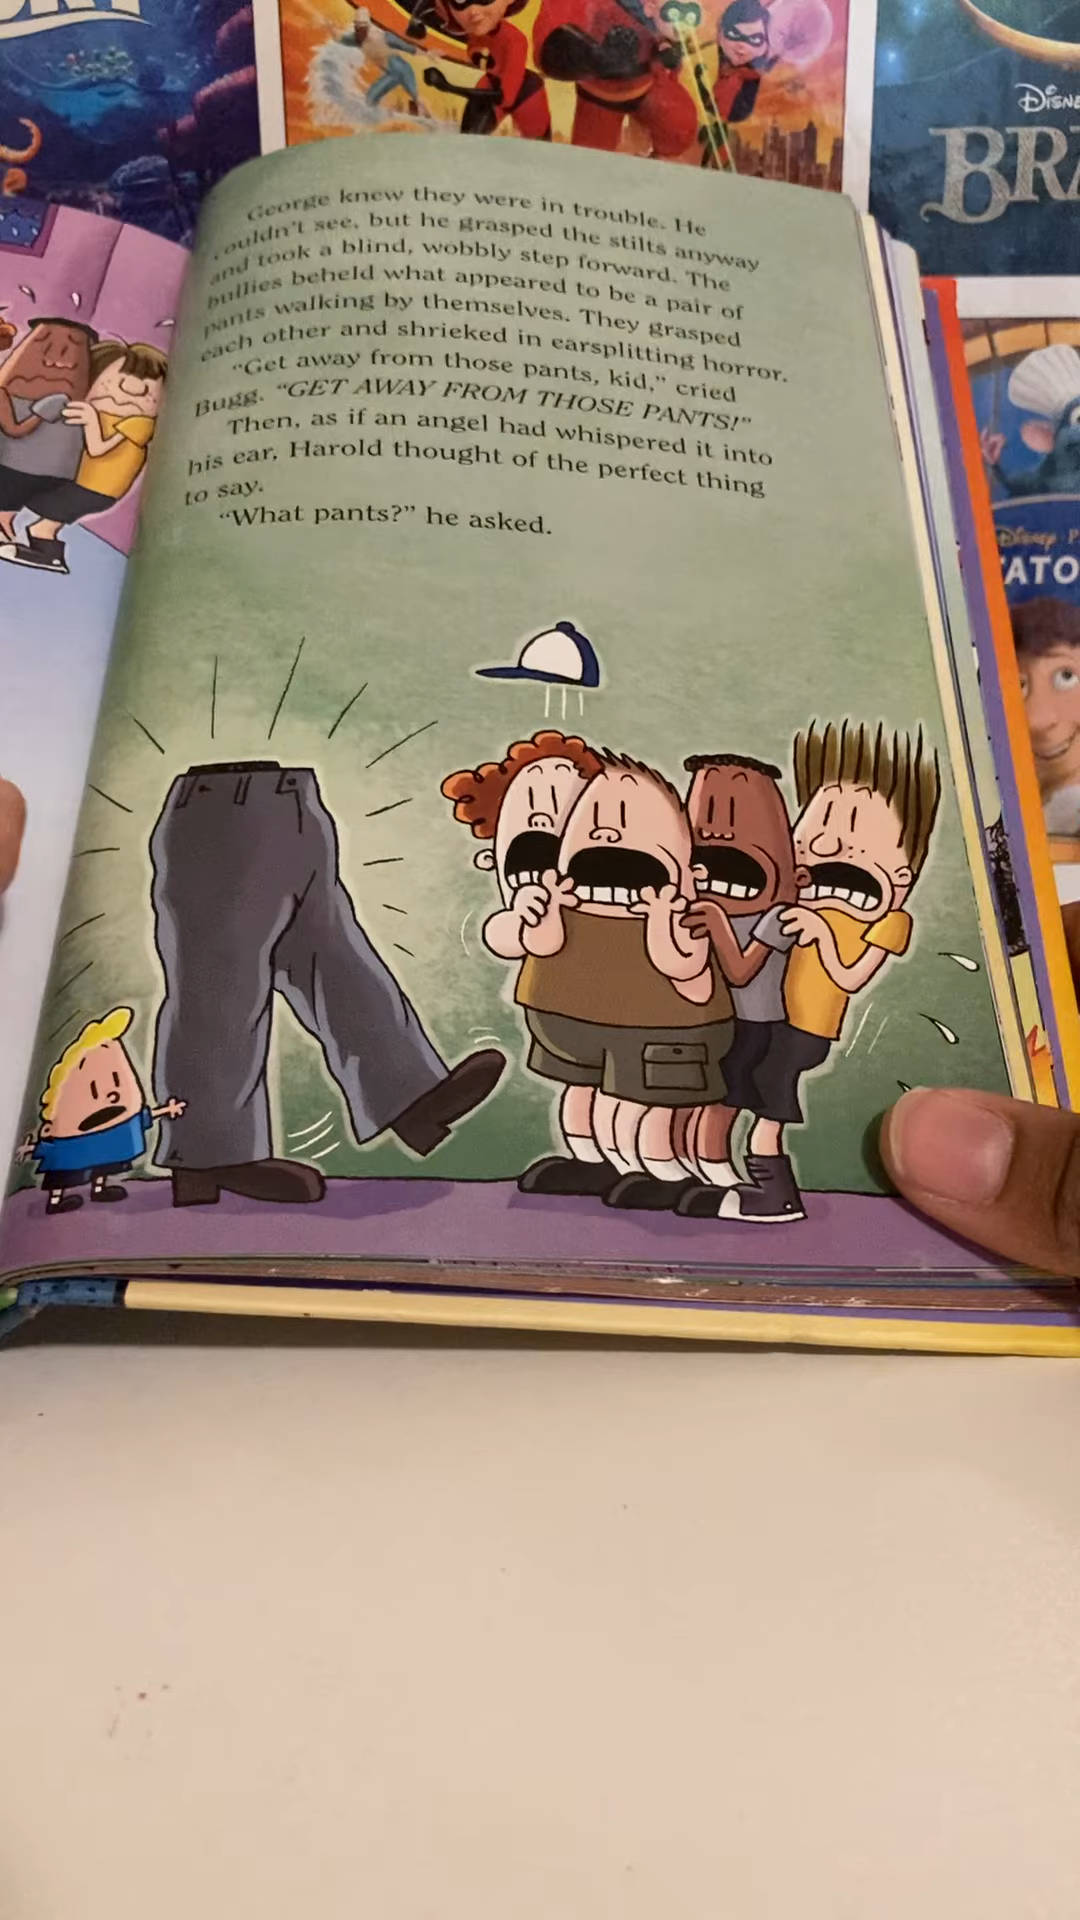 George knew they were in trouble. He
couldn't see, but he grasped the stilts anyway
and took a blind, wobbly step forward. The
bullies beheld what appeared to be a pair of
pants walking by themselves. They grasped
each other and shrieked in earsplitting horror.
"Get away from those pants, kid," cried
Bugg. "GET AWAY FROM THOSE PANTS!"
Then, as if an angel had whispered it into
his ear, Harold thought of the perfect thing
to say.
"What pants?" he asked.
DISNE
BRA
Disney · P
ATO